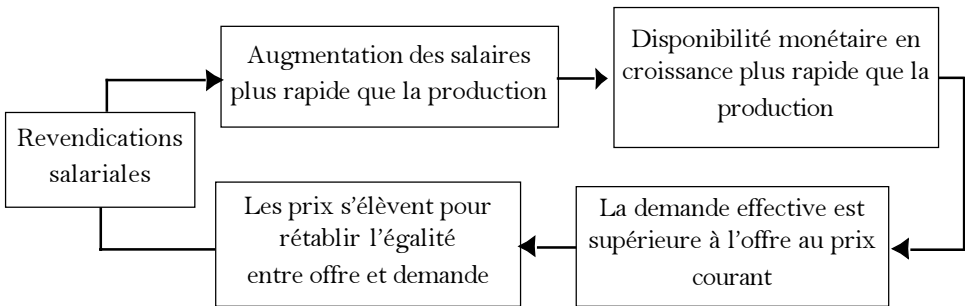 Augmentation des salaires
plus rapide que la production
Disponibilité monétaire en
croissance plus rapide que la
production
Revendications
salariales
Les prix s’élèvent pour
rétablir l’égalité
entre offre et demande
La demande effective est
supérieure à l’offre au prix
courant